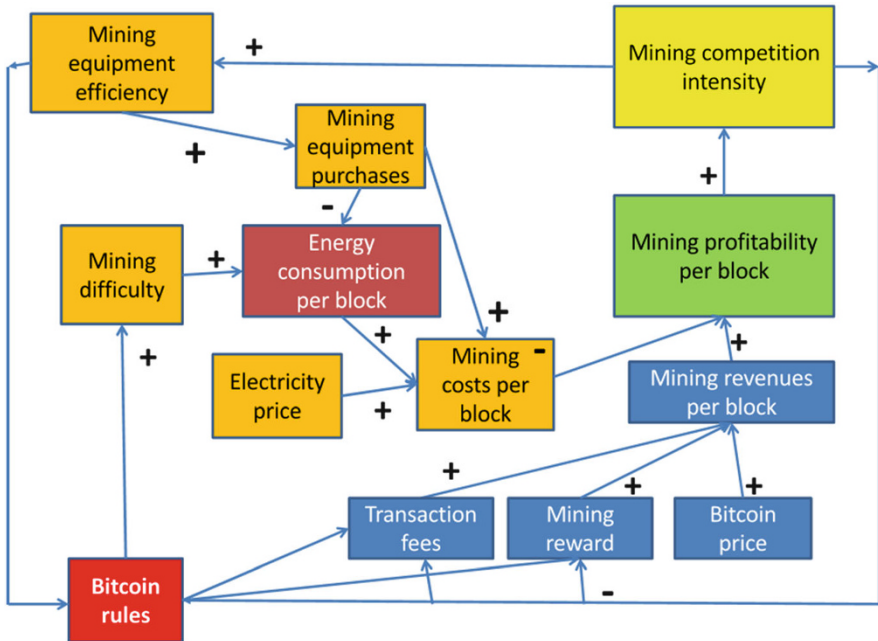 Mining
equipment
efficiency
+
Mining competition
intensity
+
Mining
equipment
purchases
+
-
Mining
difficulty
+
Energy
consumption
per block
Mining profitability
per block
+
+
+
Electricity
price
+
Mining
costs per
block
-
+
Mining revenues
per block
+
+
+
Transaction
fees
Mining
reward
Bitcoin
price
Bitcoin
rules
-